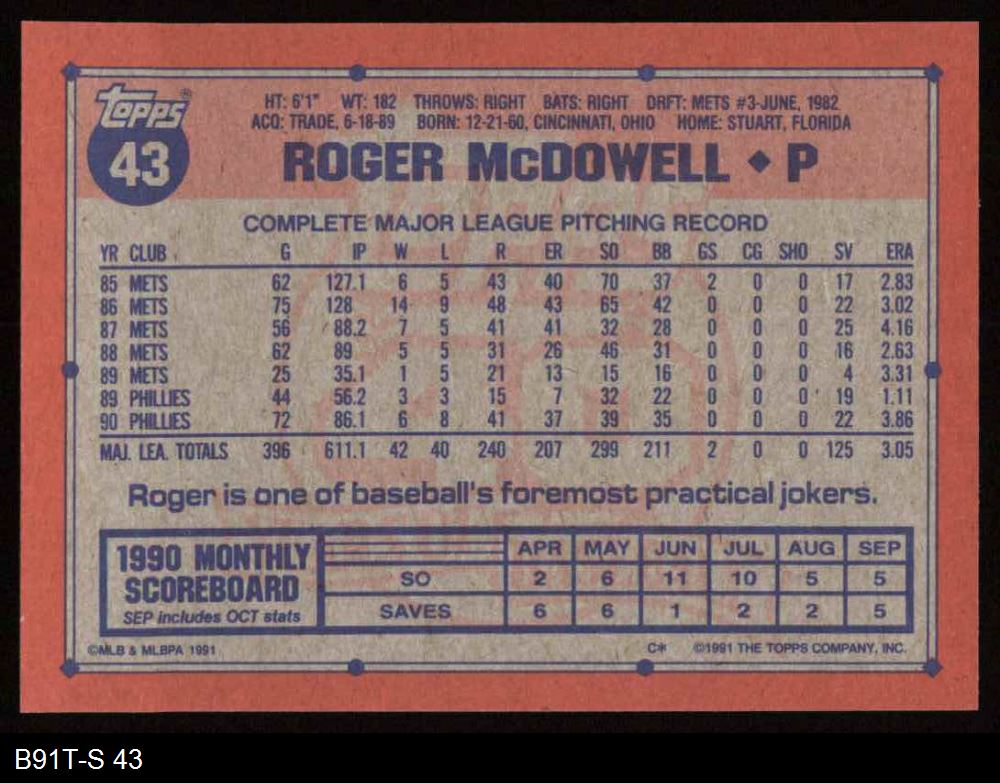 Topps®
43
HT: 6'1" WT: 182 THROWS: RIGHT BATS: RIGHT DRFT: METS #3-JUNE, 1982
ACQ: TRADE, 6-18-89 BORN: 12-21-60, CINCINNATI, OHIO HOME: STUART, FLORIDA
ROGER McDOWELL ◆ P
COMPLETE MAJOR LEAGUE PITCHING RECORD
YR CLUB G IP W L R ER SO BB GS CG SHO SV ERA
85 METS 62 127.1 6 5 43 40 70 37 2 0 0 17 2.83
86 METS 75 128 14 9 48 43 65 42 0 0 0 22 3.02
87 METS 56 88.2 7 5 41 41 32 28 0 0 0 25 4.16
88 METS 62 89 5 5 31 26 46 31 0 0 0 16 2.63
89 METS 25 35.1 1 5 21 13 15 16 0 0 0 4 3.31
89 PHILLIES 44 56.2 3 3 15 7 32 22 0 0 0 19 1.11
90 PHILLIES 72 86.1 6 8 41 37 39 35 0 0 0 22 3.86
MAJ. LEA. TOTALS 396 611.1 42 40 240 207 299 211 2 0 0 125 3.05
Roger is one of baseball's foremost practical jokers.
1990 MONTHLY
SCOREBOARD
SEP includes OCT stats
APR MAY JUN JUL AUG SEP
SO 2 6 11 10 5 5
SAVES 6 6 1 2 2 5
©MLB & MLBPA 1991 C* ©1991 THE TOPPS COMPANY, INC.
B91T-S 43